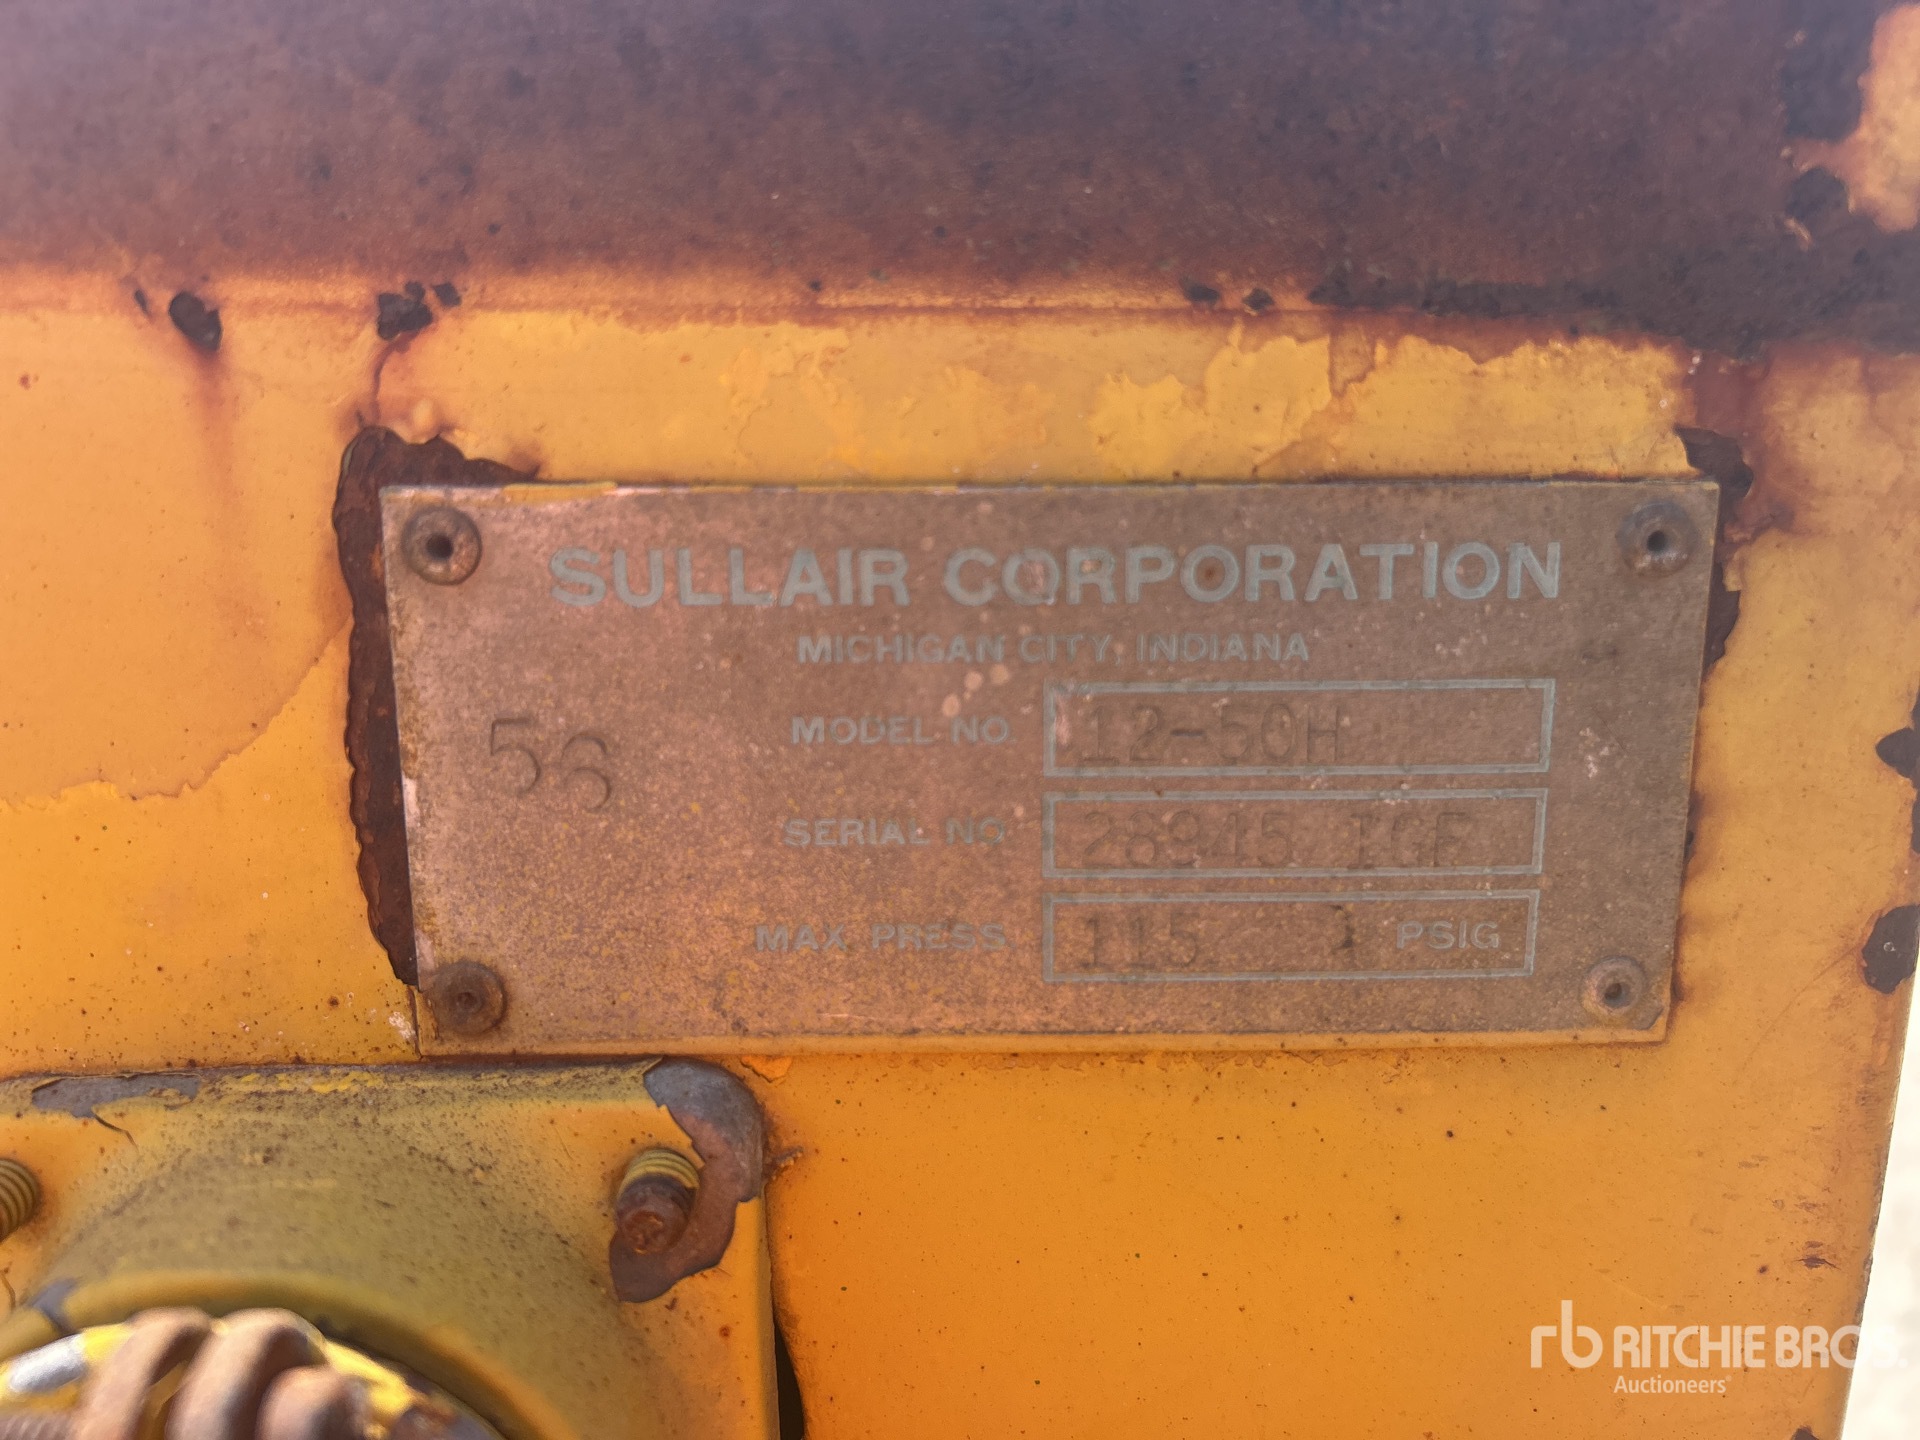 SULLAIR CORPORATION
MICHIGAN CITY, INDIANA
56
MODEL NO. 12-50H
SERIAL NO. 28945 IGF
MAX. PRESS. 115 PSIG
rb RITCHIE BROS.
Auctioneers